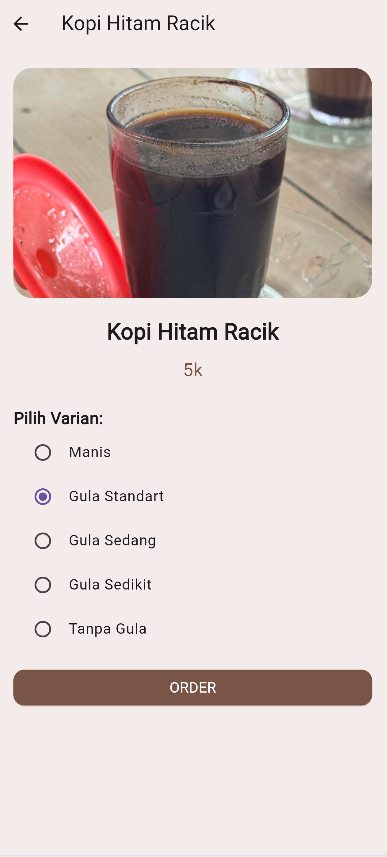 Kopi Hitam Racik
Kopi Hitam Racik
5k
Pilih Varian:
Manis
Gula Standart
Gula Sedang
Gula Sedikit
Tanpa Gula
ORDER